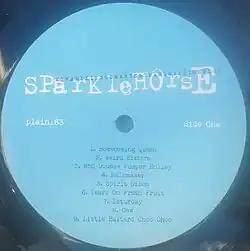 sparklehorse
plain:83
Side One
1. Homecoming Queen
2. Weird Sisters
3. 850 Double Pumper Holley
4. Rainmaker
5. Spirit Ditch
6. Tears On Fresh Fruit
7. Saturday
8. Cow
9. Little Bastard Choo Choo